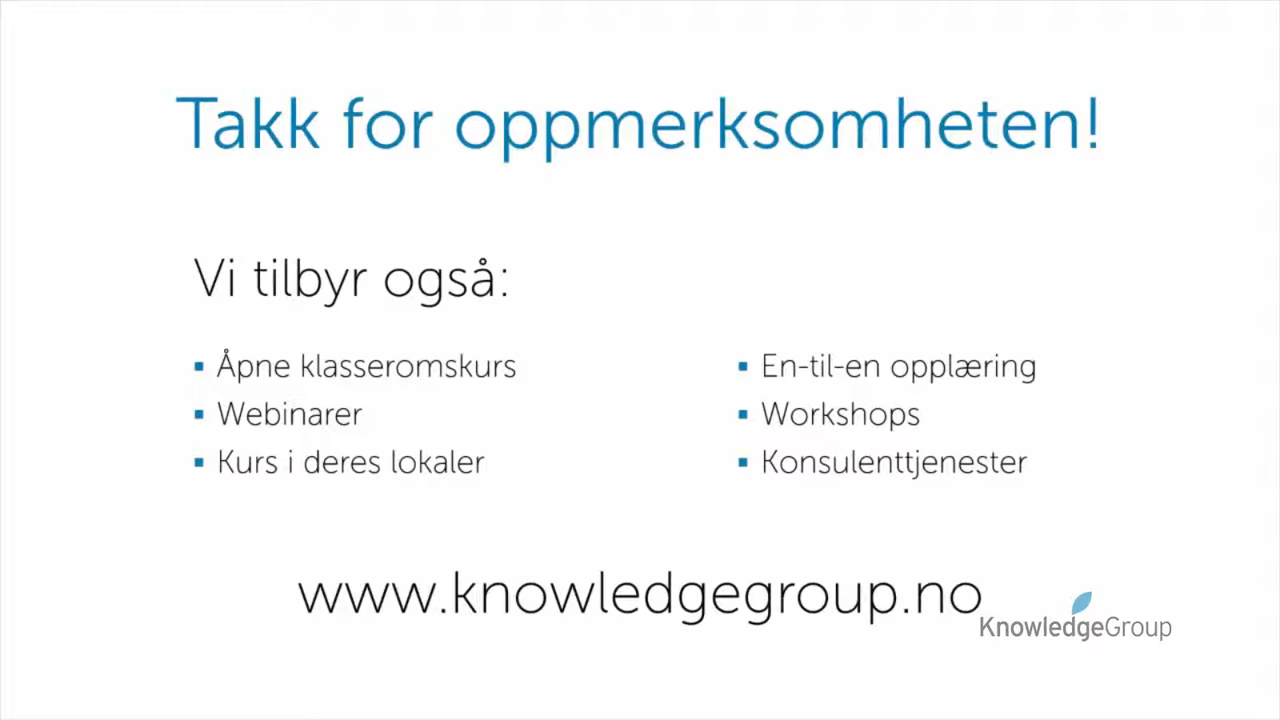 Takk for oppmerksomheten!
Vi tilbyr også:
▪ Åpne klasseromskurs
▪ Webinarer
▪ Kurs i deres lokaler
▪ En-til-en opplæring
▪ Workshops
▪ Konsulenttjenester
www.knowledgegroup.no
KnowledgeGroup